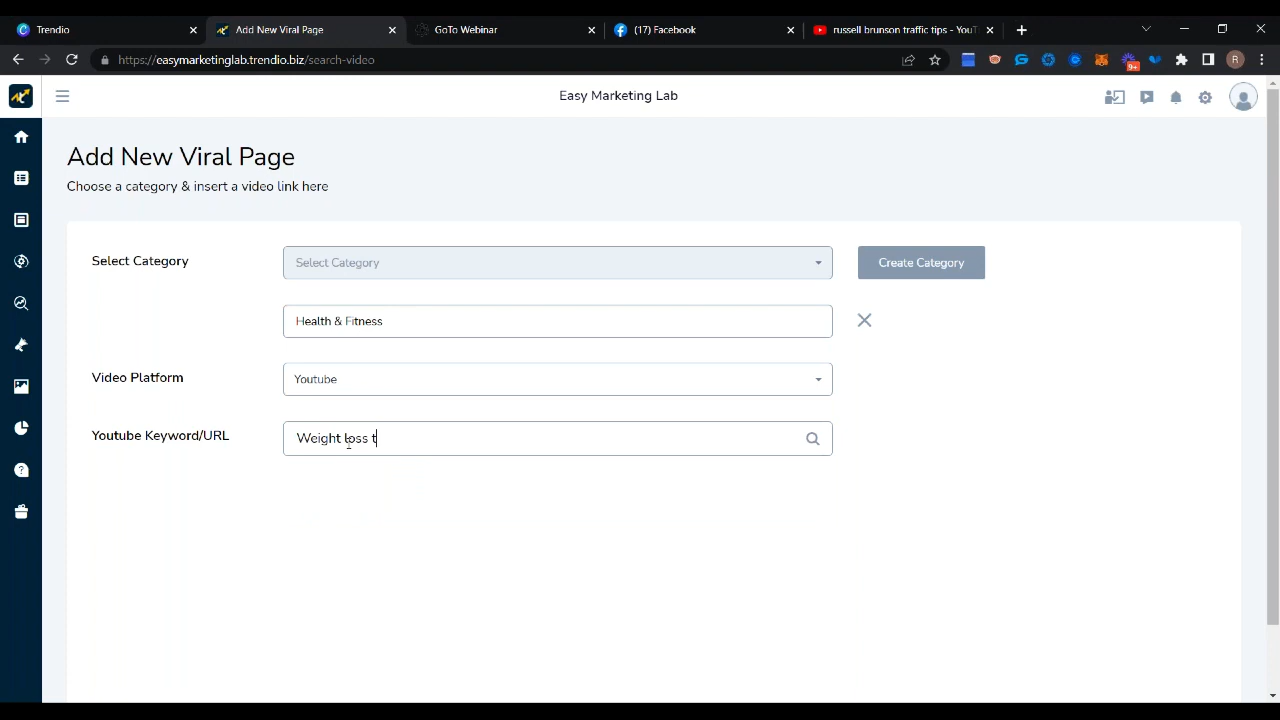 Trendio
Add New Viral Page
GoTo Webinar
(17) Facebook
russell brunson traffic tips - YouT
https://easymarketinglab.trendio.biz/search-video
9+
R
Easy Marketing Lab
Add New Viral Page
Choose a category & insert a video link here
Select Category
Select Category
Create Category
Health & Fitness
Video Platform
Youtube
Youtube Keyword/URL
Weight loss t